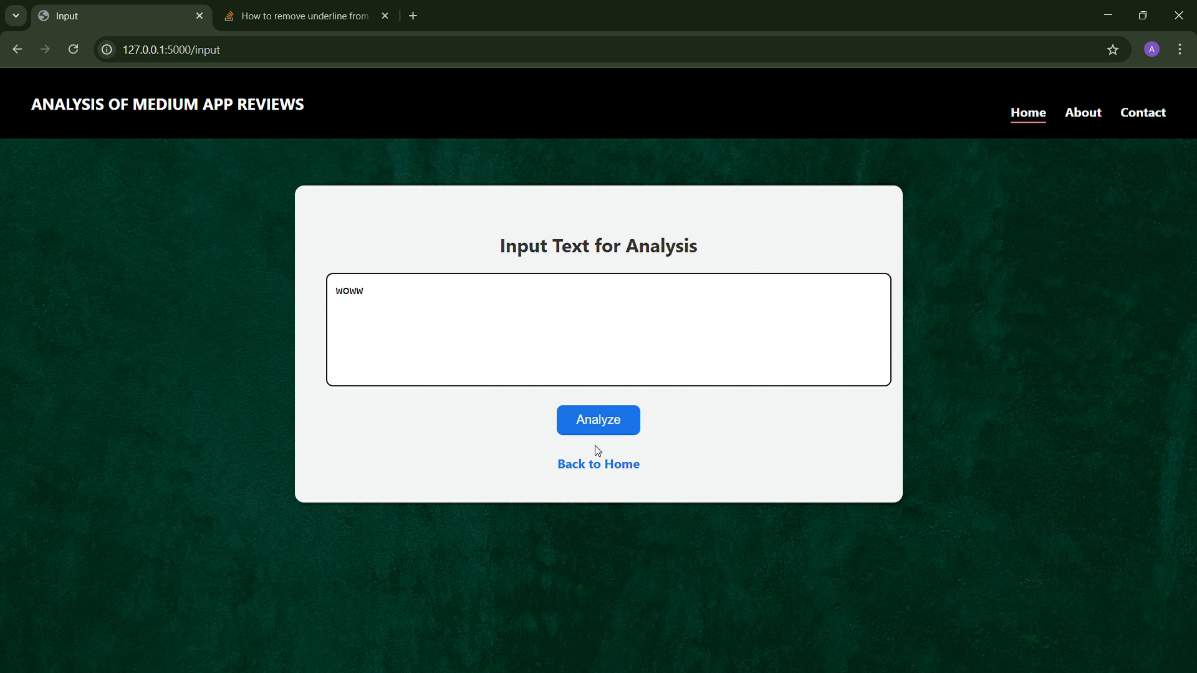 Input
How to remove underline from
127.0.0.1:5000/input
A
ANALYSIS OF MEDIUM APP REVIEWS
Home
About
Contact
Input Text for Analysis
woww
Analyze
Back to Home